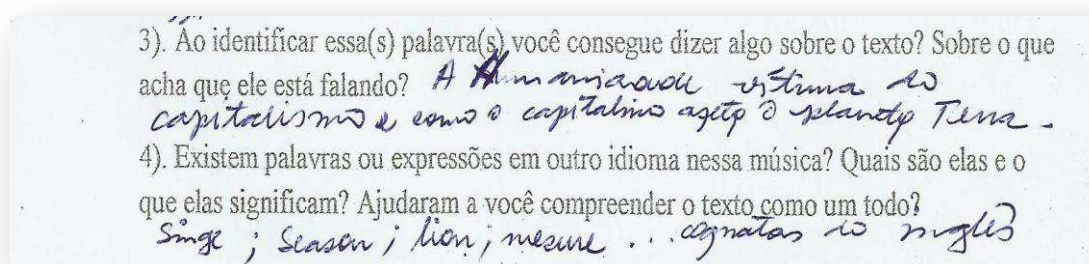 3). Ao identificar essa(s) palavra(s) você consegue dizer algo sobre o texto? Sobre o que
acha que ele está falando? A Humanidade vítima do
capitalismo e como o capitalismo afeta o planeta Terra.
4). Existem palavras ou expressões em outro idioma nessa música? Quais são elas e o
que elas significam? Ajudaram a você compreender o texto como um todo?
Singe ; Season ; lion ; mesure ... cognatas do inglês